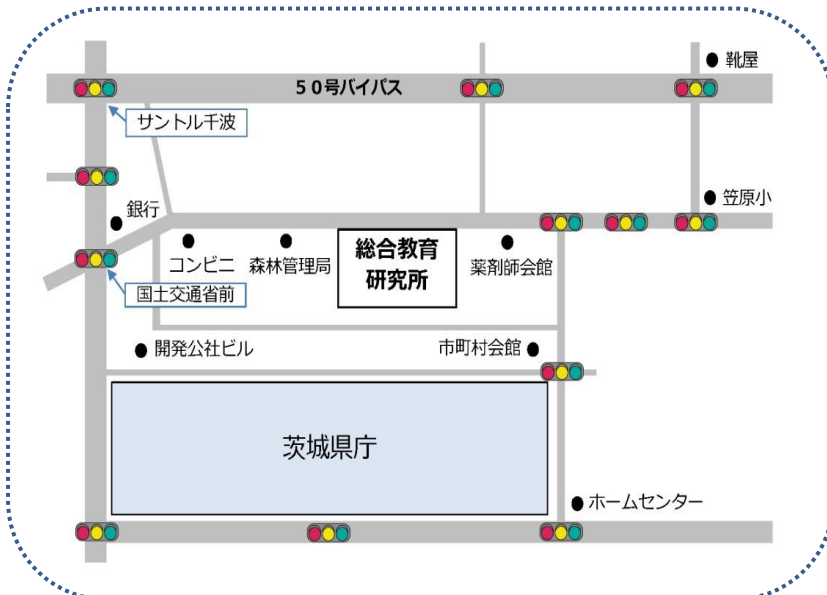 靴屋
50号バイパス
サントル千波
笠原小
銀行
コンビニ
森林管理局
総合教育
研究所
薬剤師会館
国土交通省前
開発公社ビル
市町村会館
茨城県庁
ホームセンター